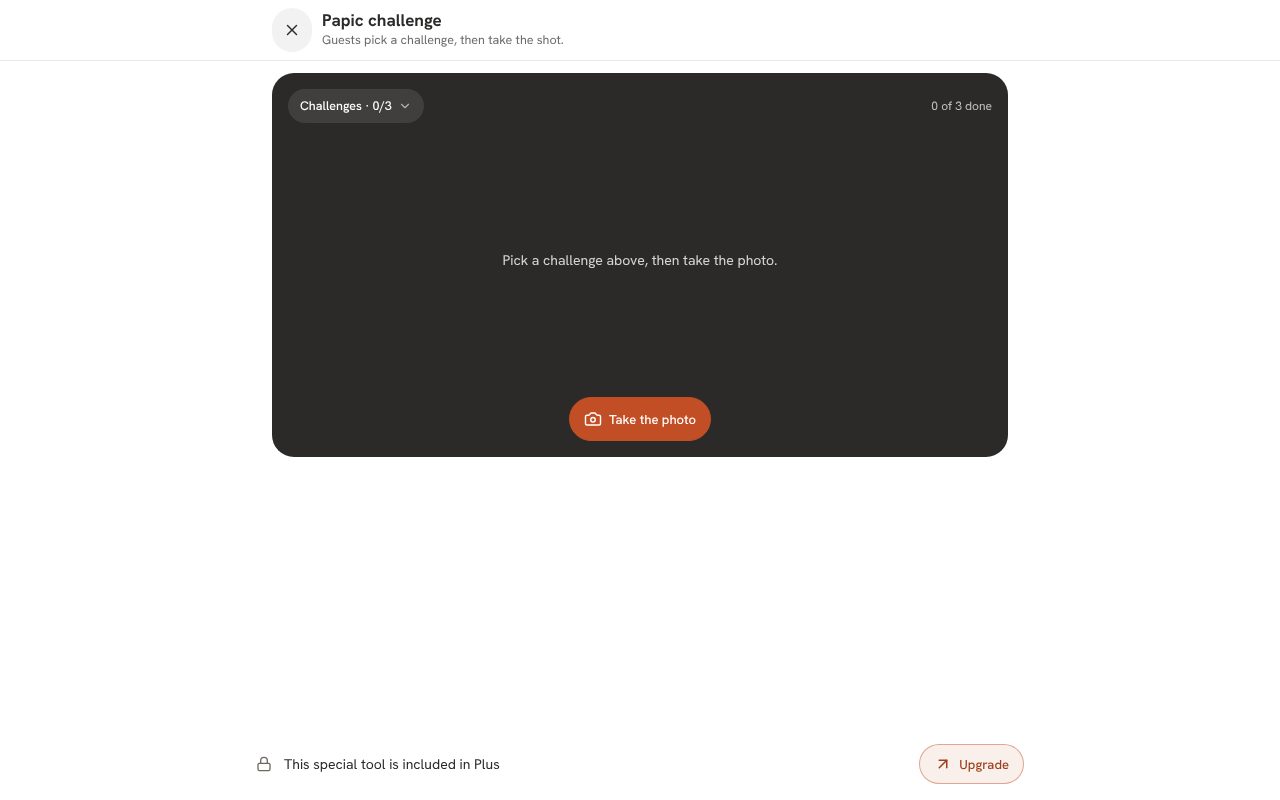 Papic challenge
Guests pick a challenge, then take the shot.
Challenges · 0/3
0 of 3 done
Pick a challenge above, then take the photo.
Take the photo
This special tool is included in Plus
Upgrade